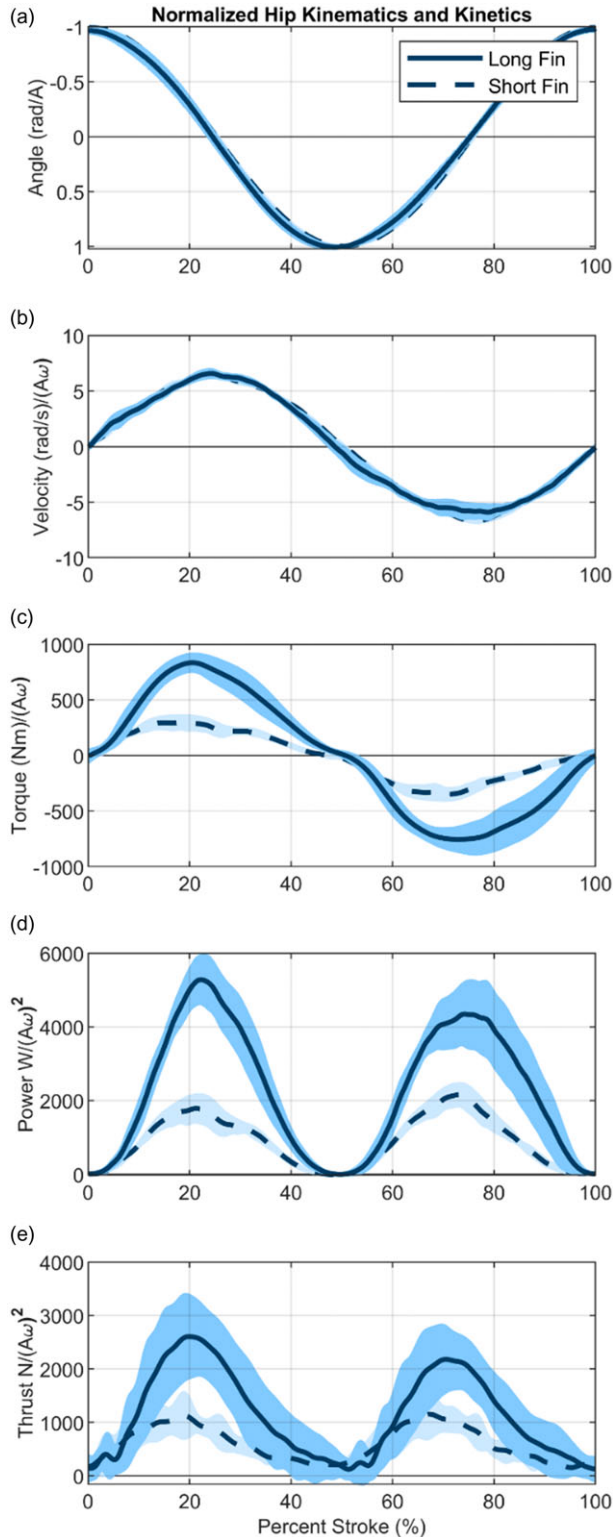 (a)
Normalized Hip Kinematics and Kinetics
-1
-0.5
0
0.5
1
Angle (rad/A)
Long Fin
Short Fin
0 20 40 60 80 100
(b)
10
5
0
-5
-10
Velocity (rad/s)/(Aω)
0 20 40 60 80 100
(c)
1000
500
0
-500
-1000
Torque (Nm)/(Aω)
0 20 40 60 80 100
(d)
6000
4000
2000
0
Power W/(Aω)²
0 20 40 60 80 100
(e)
4000
3000
2000
1000
0
Thrust N/(Aω)²
0 20 40 60 80 100
Percent Stroke (%)